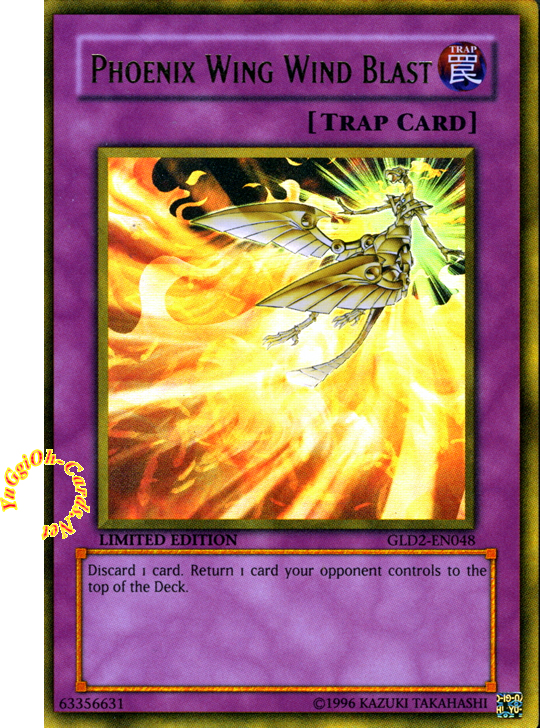 PHOENIX WING WIND BLAST
TRAP
罠
[TRAP CARD]
YuGgiOh-Cards.Net
LIMITED EDITION GLD2-EN048
Discard 1 card. Return 1 card your opponent controls to the
top of the Deck.
63356631 ©1996 KAZUKI TAKAHASHI